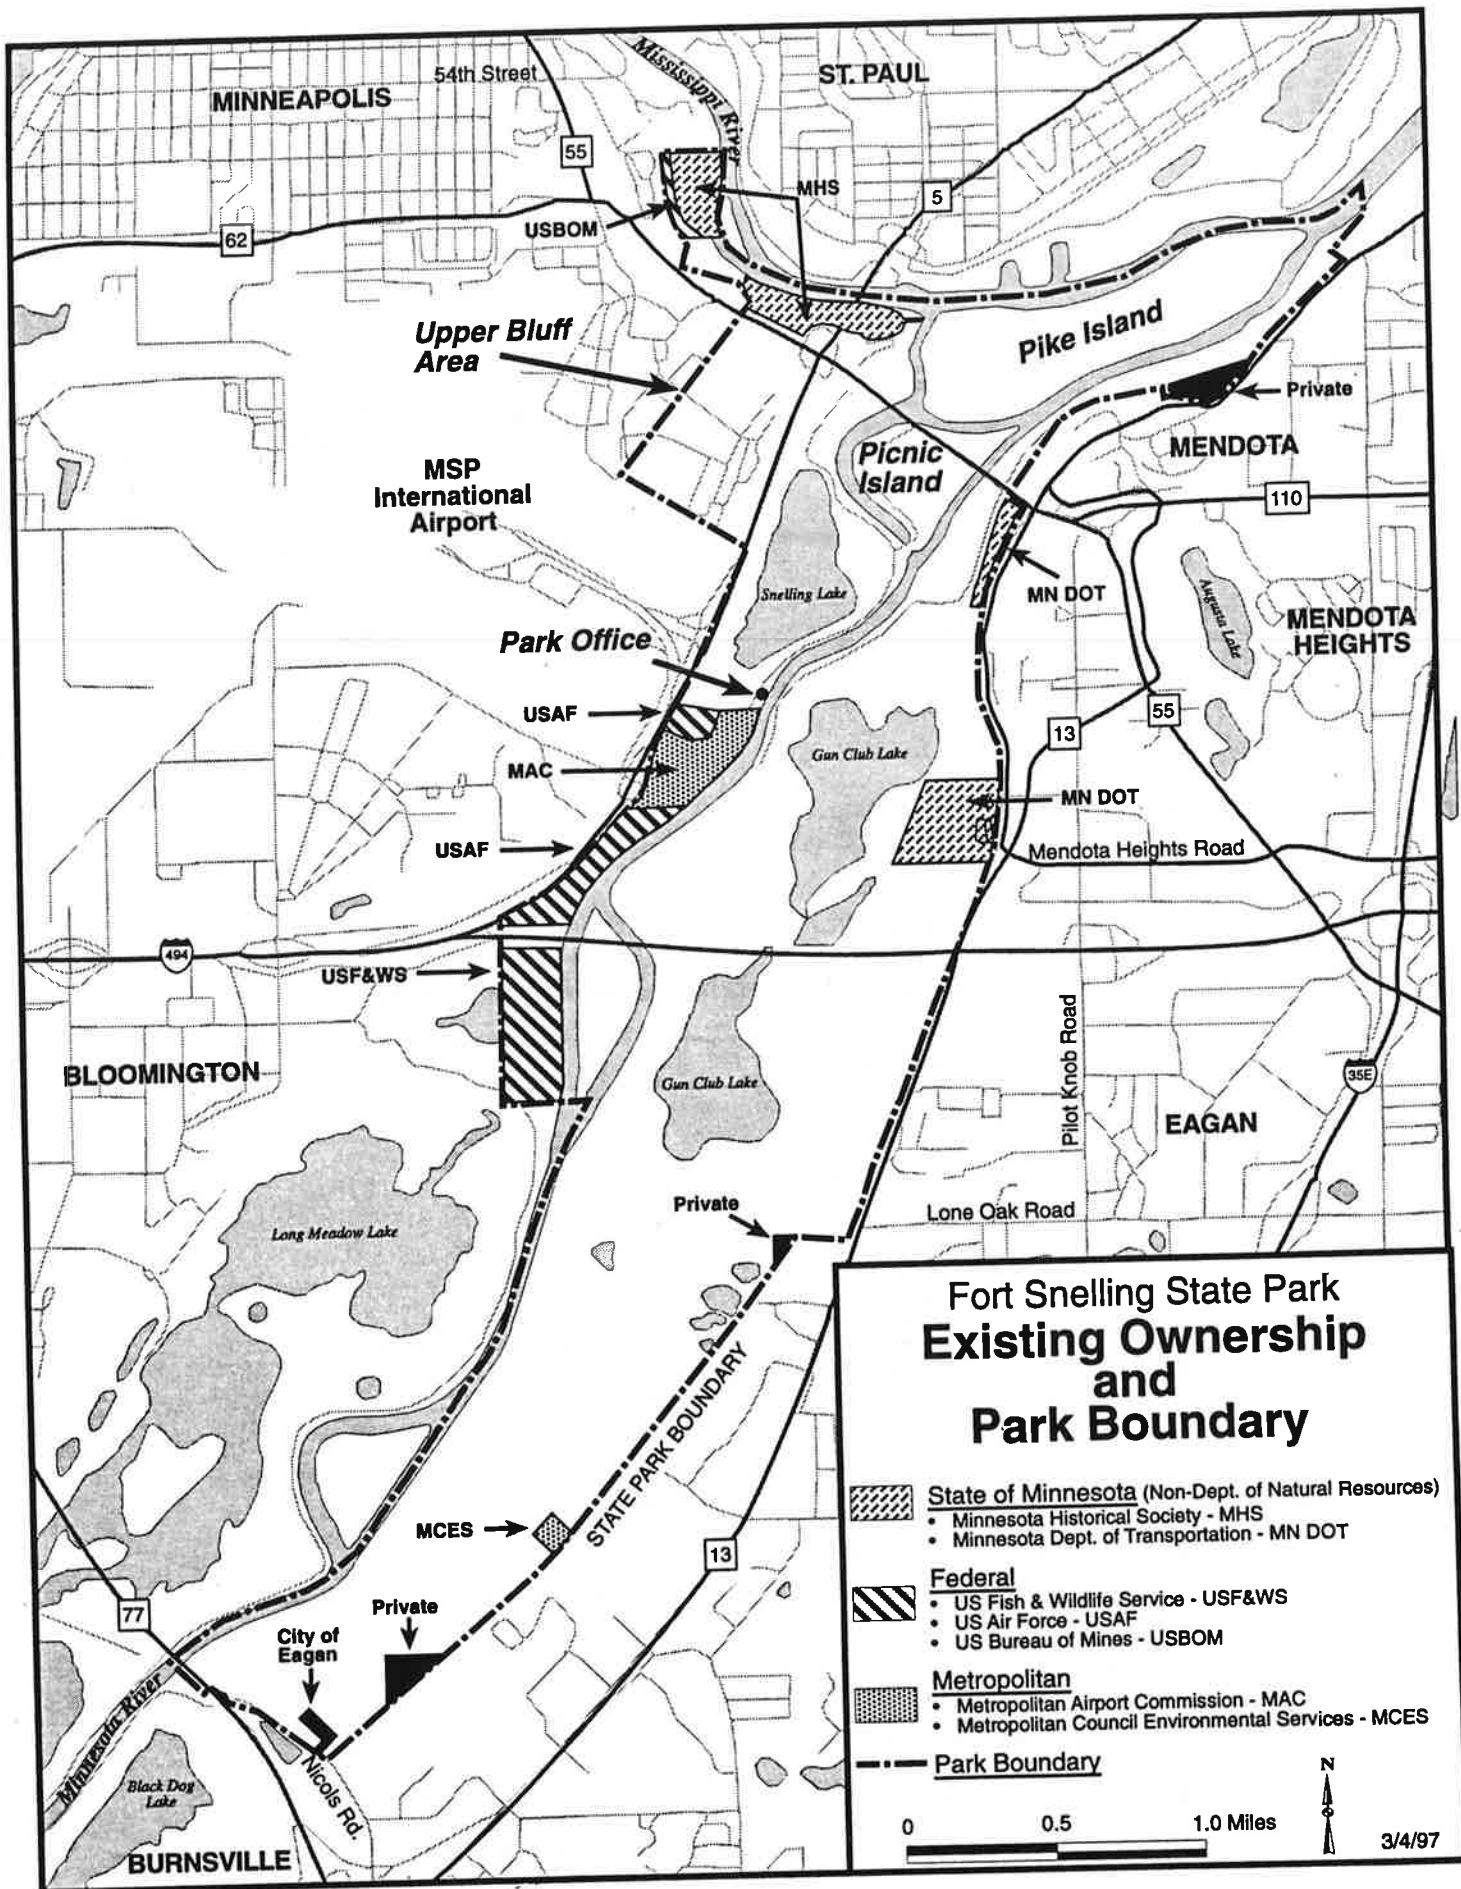 54th Street
Mississippi River
ST. PAUL
MINNEAPOLIS
55
MHS
5
USBOM
62
Upper Bluff
Area
Pike Island
Private
MENDOTA
Picnic
Island
MSP
International
Airport
110
Snelling Lake
MN DOT
Augusta Lake
MENDOTA
HEIGHTS
Park Office
USAF
55
13
Gun Club Lake
MAC
MN DOT
USAF
Mendota Heights Road
494
USF&WS
BLOOMINGTON
Gun Club Lake
Pilot Knob Road
35E
EAGAN
Private
Lone Oak Road
Long Meadow Lake
STATE PARK BOUNDARY
MCES
13
77
Private
City of
Eagan
Minnesota River
Nicols Rd.
Black Dog
Lake
BURNSVILLE
Fort Snelling State Park
Existing Ownership
and
Park Boundary
State of Minnesota (Non-Dept. of Natural Resources)
• Minnesota Historical Society - MHS
• Minnesota Dept. of Transportation - MN DOT
Federal
• US Fish & Wildlife Service - USF&WS
• US Air Force - USAF
• US Bureau of Mines - USBOM
Metropolitan
• Metropolitan Airport Commission - MAC
• Metropolitan Council Environmental Services - MCES
Park Boundary
N
0 0.5 1.0 Miles
3/4/97